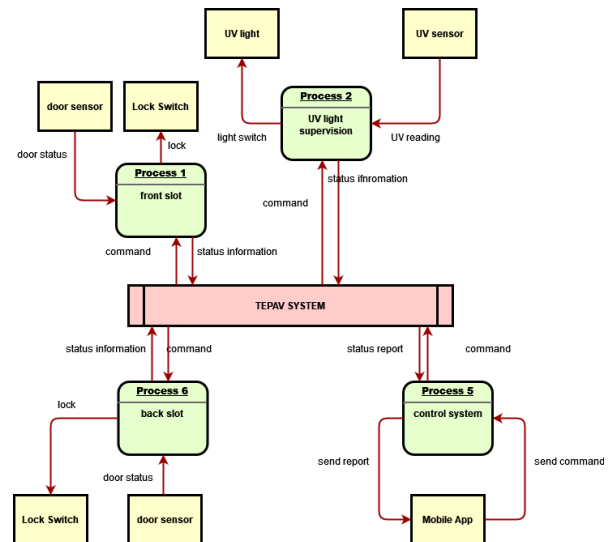 UV light
UV sensor
door sensor
Lock Switch
Process 2
UV light
supervision
light switch
UV reading
lock
door status
Process 1
front slot
status ifnromation
command
command
status information
TEPAV SYSTEM
status information
command
status report
command
Process 6
back slot
Process 5
control system
lock
door status
send report
send command
Lock Switch
door sensor
Mobile App